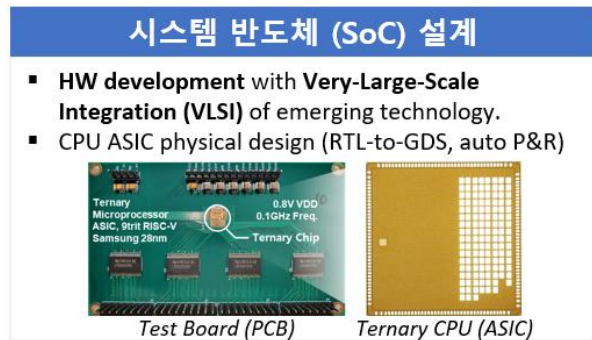 시스템 반도체 (SoC) 설계
▪ HW development with Very-Large-Scale
Integration (VLSI) of emerging technology.
▪ CPU ASIC physical design (RTL-to-GDS, auto P&R)
Ternary
Microprocessor
ASIC, 9trit RISC-V
Samsung 28nm
0.8V VDD
0.1GHz Freq.
Ternary Chip
Test Board (PCB)
Ternary CPU (ASIC)